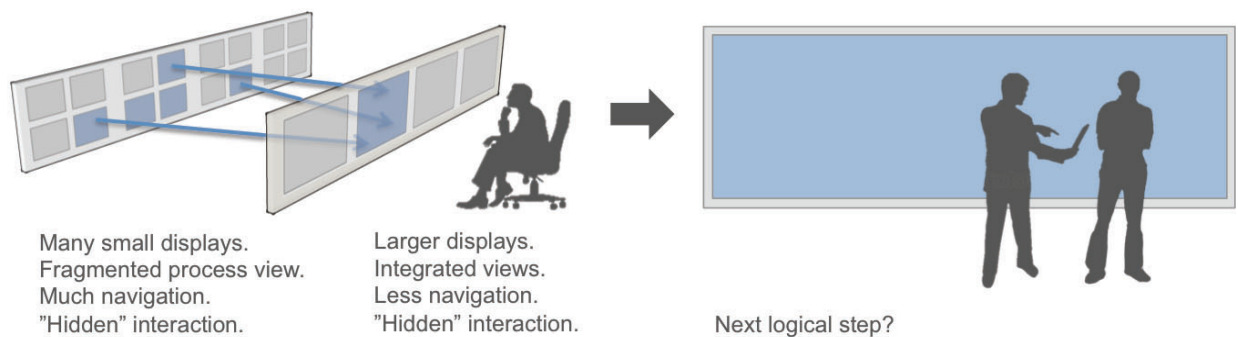 Many small displays.
Fragmented process view.
Much navigation.
”Hidden” interaction.
Larger displays.
Integrated views.
Less navigation.
”Hidden” interaction.
Next logical step?